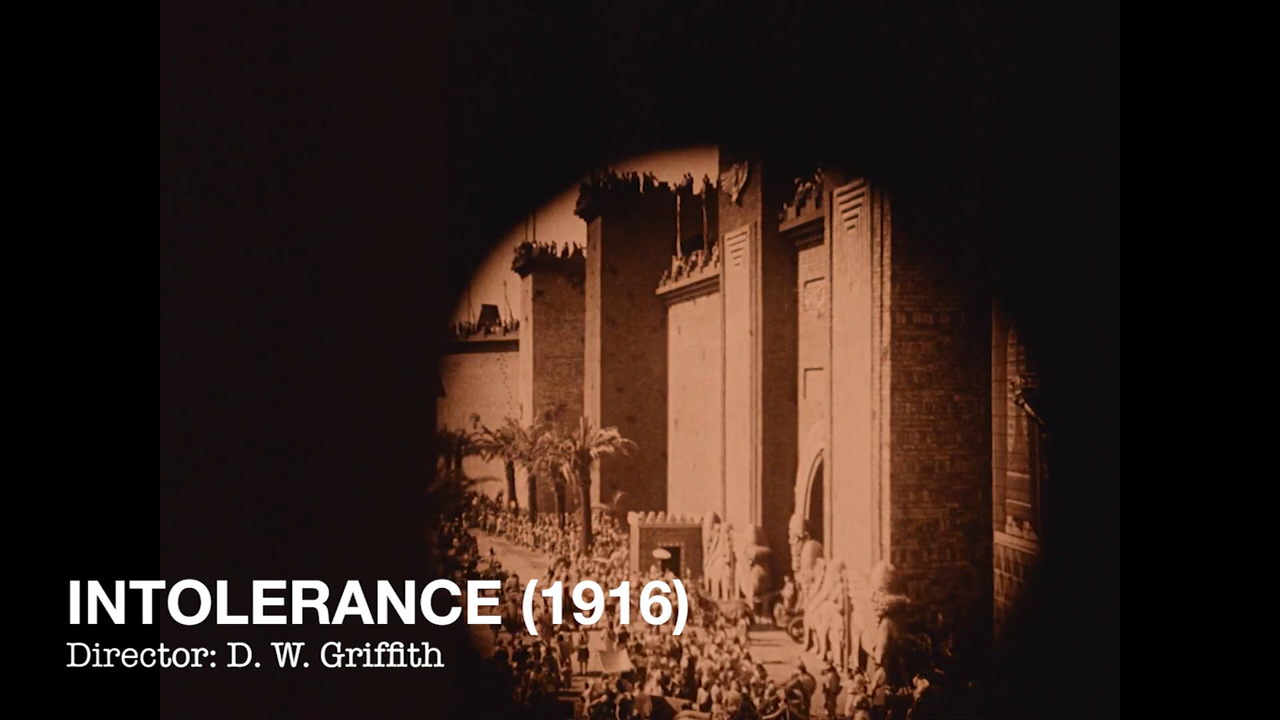 INTOLERANCE (1916)
Director: D. W. Griffith